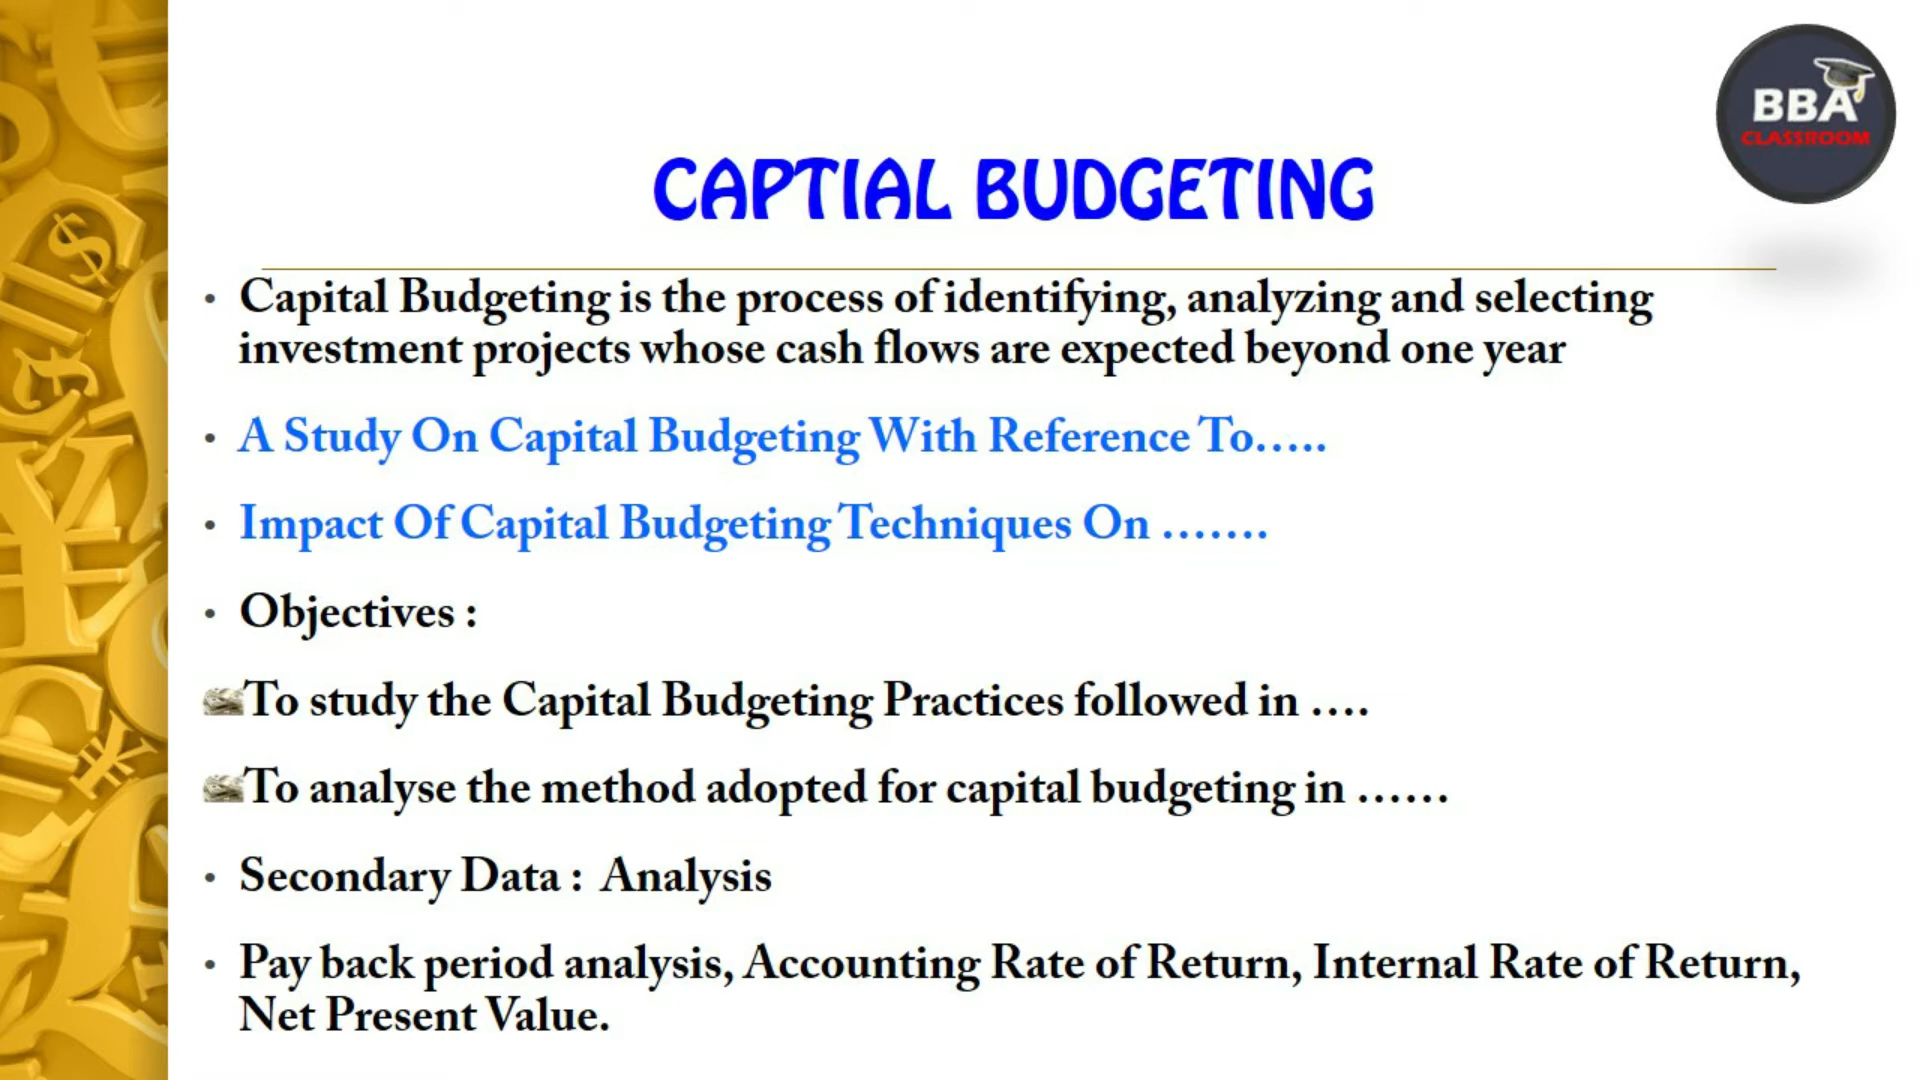 BBA
CLASSROOM
CAPTIAL BUDGETING
• Capital Budgeting is the process of identifying, analyzing and selecting
investment projects whose cash flows are expected beyond one year
• A Study On Capital Budgeting With Reference To…..
• Impact Of Capital Budgeting Techniques On …….
• Objectives :
To study the Capital Budgeting Practices followed in ….
To analyse the method adopted for capital budgeting in ……
• Secondary Data : Analysis
• Pay back period analysis, Accounting Rate of Return, Internal Rate of Return,
Net Present Value.